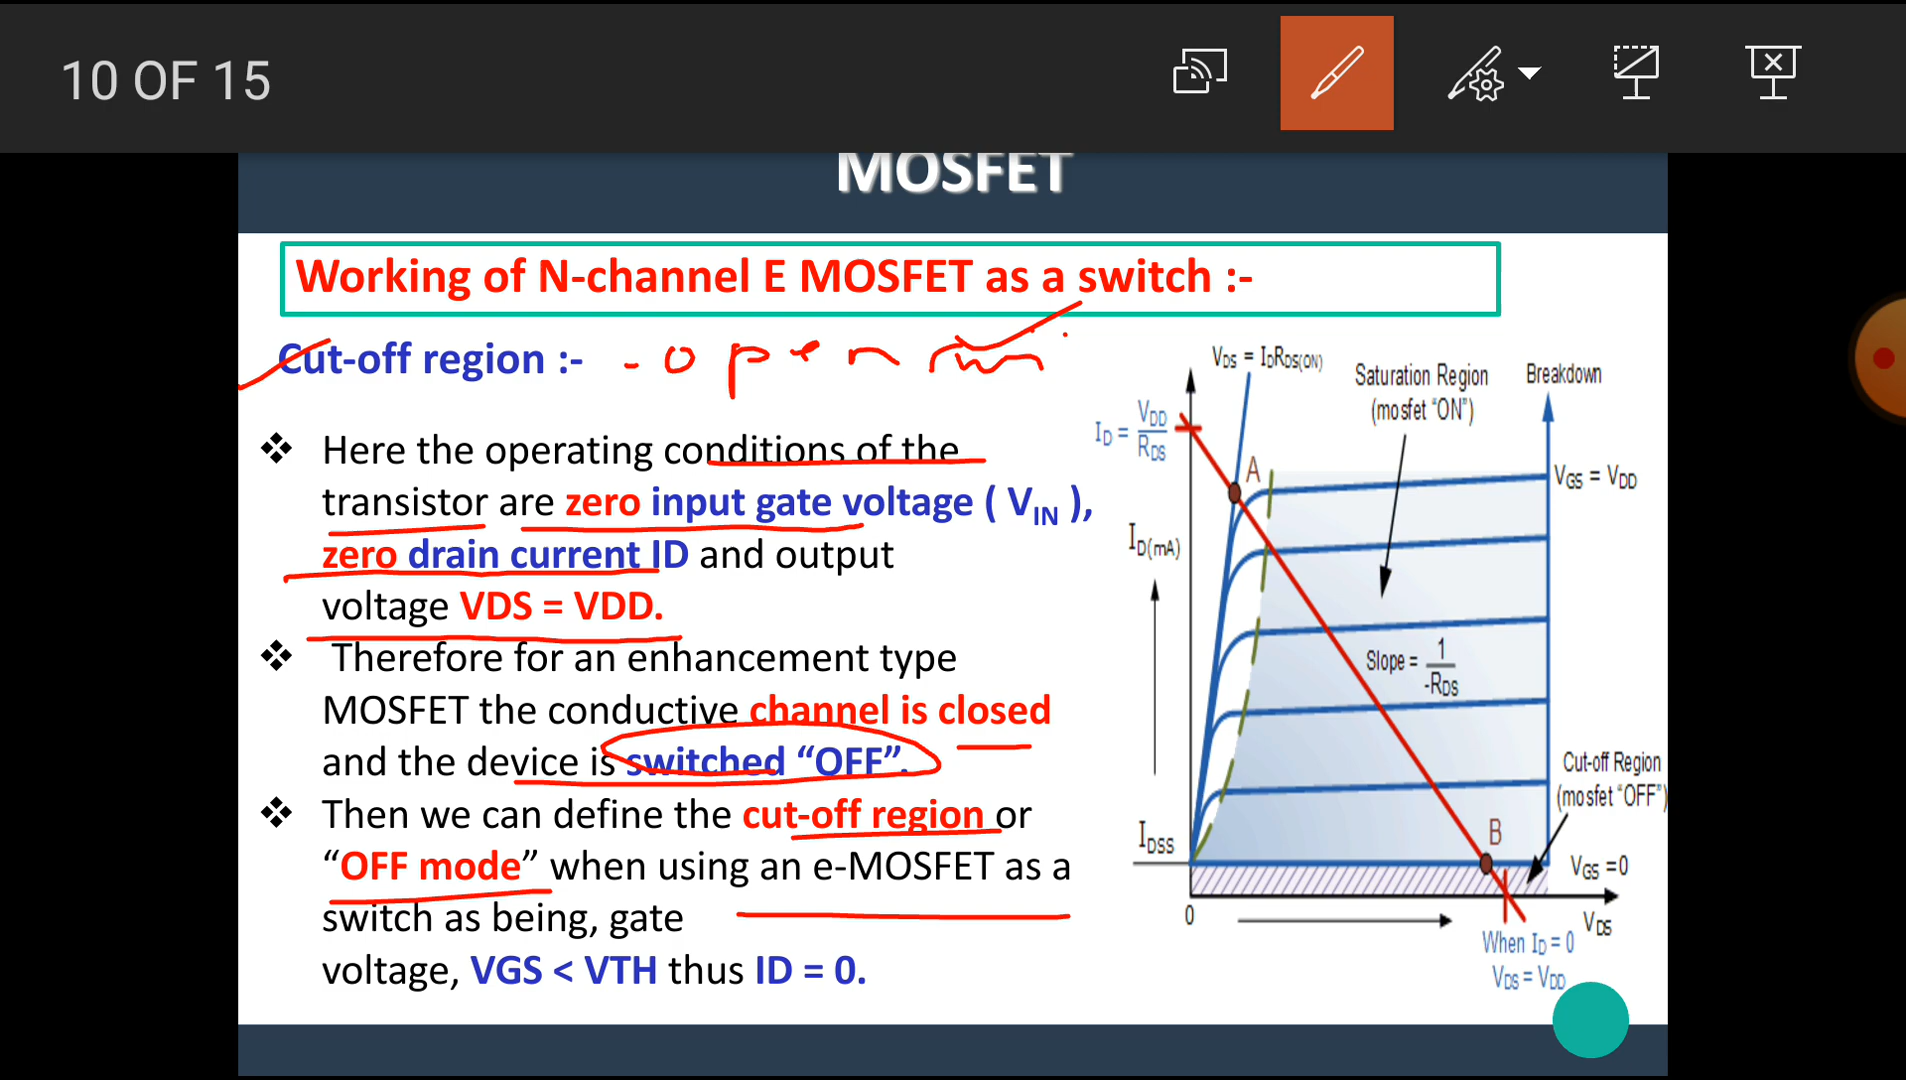 10 OF 15
MOSFET
Working of N-channel E MOSFET as a switch :-
Cut-off region :- - open
❖ Here the operating conditions of the
transistor are zero input gate voltage ( VIN ),
zero drain current ID and output
voltage VDS = VDD.
❖ Therefore for an enhancement type
MOSFET the conductive channel is closed
and the device is switched “OFF”.
❖ Then we can define the cut-off region or
“OFF mode” when using an e-MOSFET as a
switch as being, gate
voltage, VGS < VTH thus ID = 0.
VDS = IDRDS(ON)
Saturation Region
(mosfet “ON”)
Breakdown
ID = VDD
RDS
A
VGS = VDD
ID(mA)
Slope = 1
-RDS
Cut-off Region
(mosfet “OFF”)
B
IDSS
VGS =0
0
VDS
When ID = 0
VDS = VDD